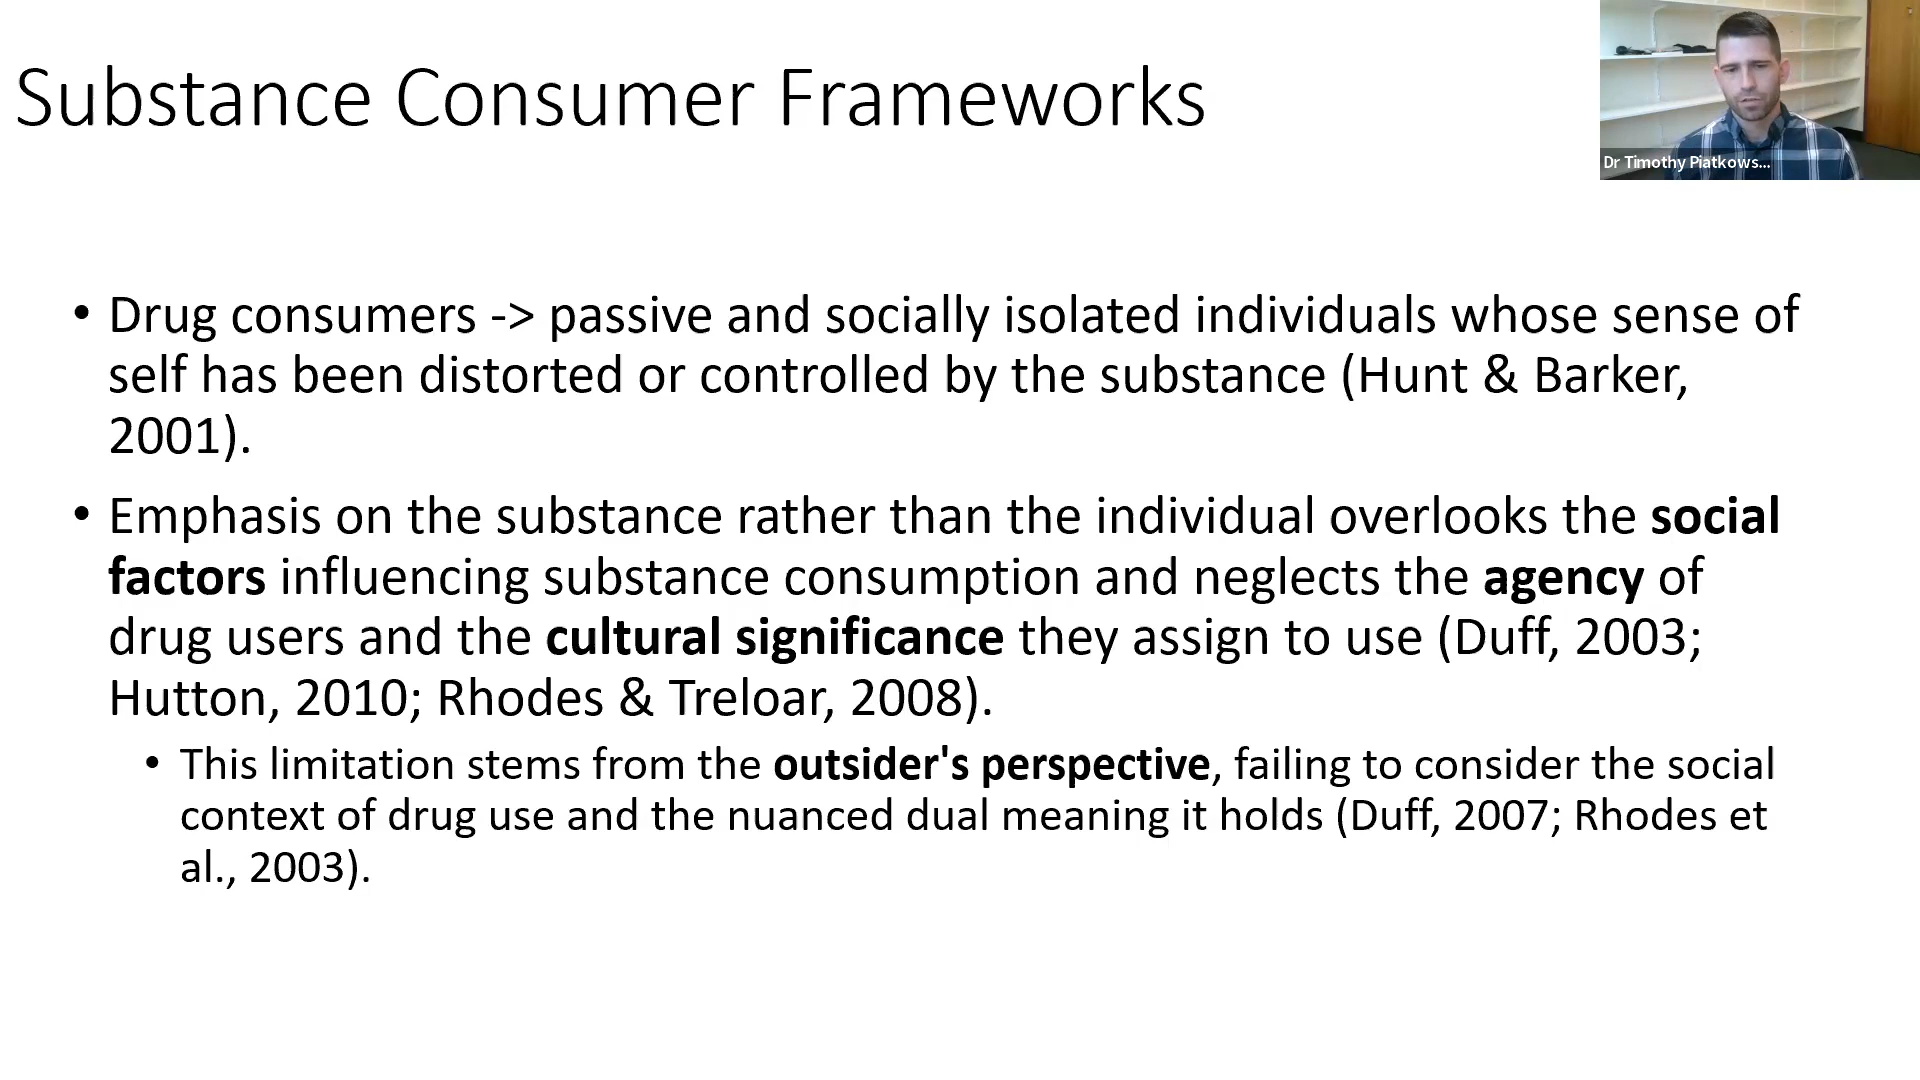 Substance Consumer Frameworks
Dr Timothy Piatkows...
• Drug consumers -> passive and socially isolated individuals whose sense of
self has been distorted or controlled by the substance (Hunt & Barker,
2001).
• Emphasis on the substance rather than the individual overlooks the social
factors influencing substance consumption and neglects the agency of
drug users and the cultural significance they assign to use (Duff, 2003;
Hutton, 2010; Rhodes & Treloar, 2008).
• This limitation stems from the outsider's perspective, failing to consider the social
context of drug use and the nuanced dual meaning it holds (Duff, 2007; Rhodes et
al., 2003).